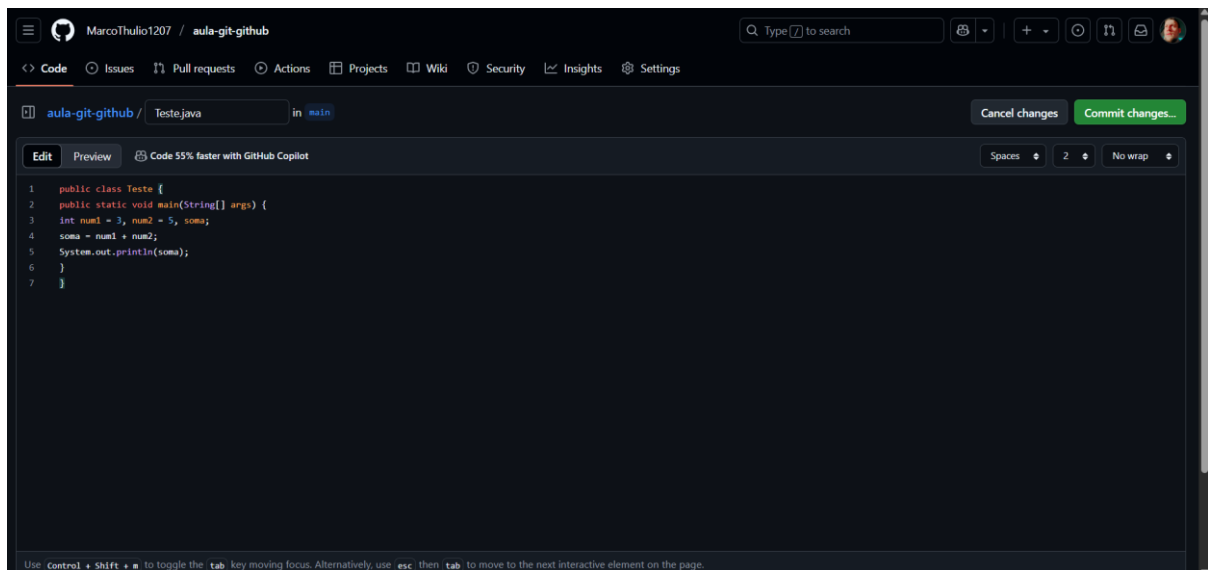 MarcoThulio1207 / aula-git-github
Type / to search
Code Issues Pull requests Actions Projects Wiki Security Insights Settings
aula-git-github / Teste.java in main
Cancel changes Commit changes...
Edit Preview Code 55% faster with GitHub Copilot
Spaces 2 No wrap
1 public class Teste {
2 public static void main(String[] args) {
3 int num1 = 3, num2 = 5, soma;
4 soma = num1 + num2;
5 System.out.println(soma);
6 }
7 }
Use Control + Shift + m to toggle the tab key moving focus. Alternatively, use esc then tab to move to the next interactive element on the page.